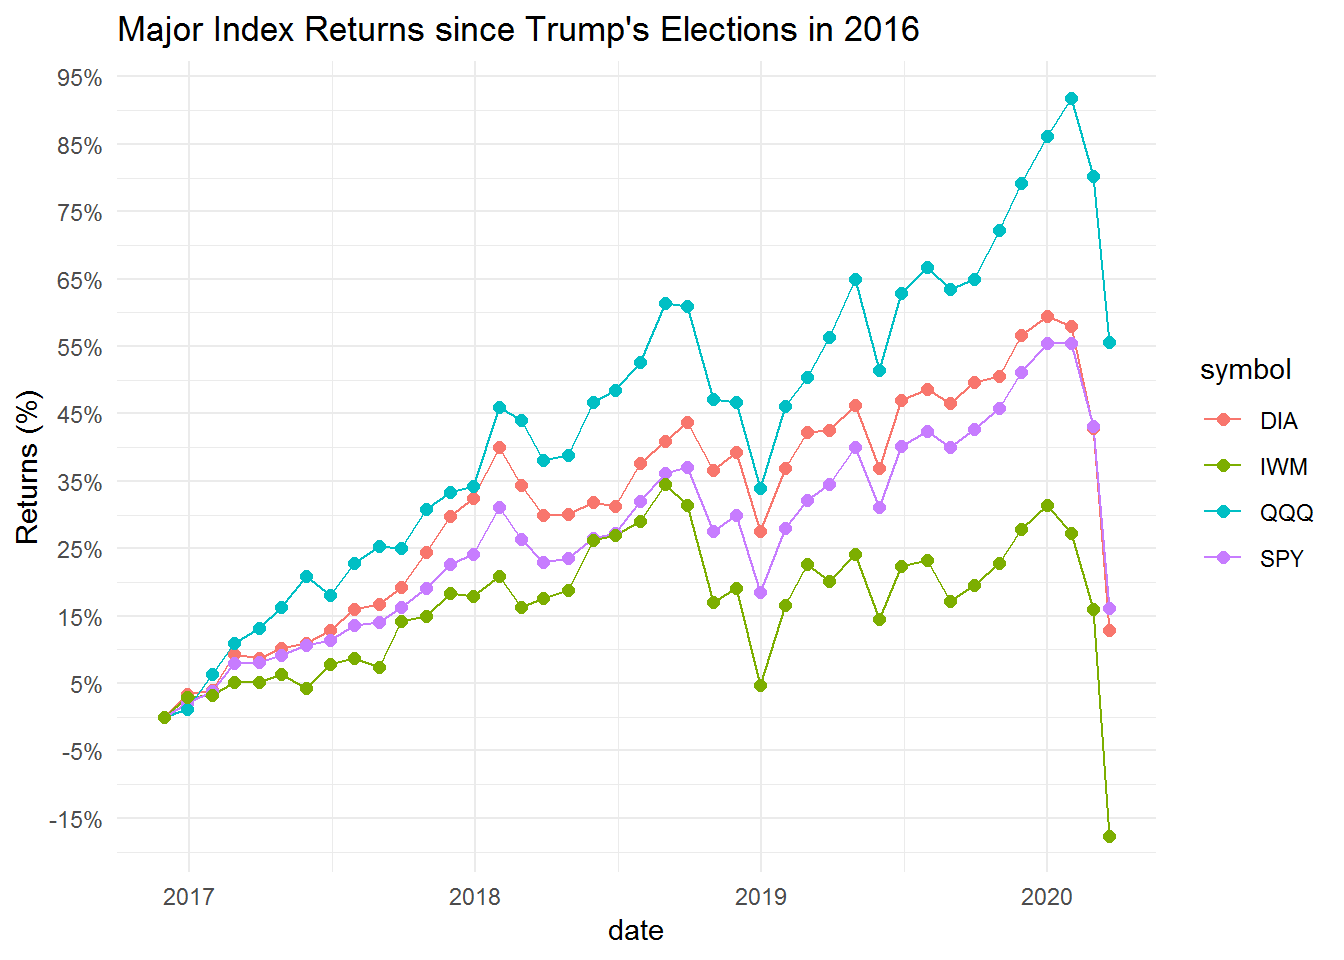 Major Index Returns since Trump's Elections in 2016
95%
85%
75%
65%
55%
45%
35%
25%
15%
5%
-5%
-15%
Returns (%)
2017 2018 2019 2020
date
symbol
DIA
IWM
QQQ
SPY